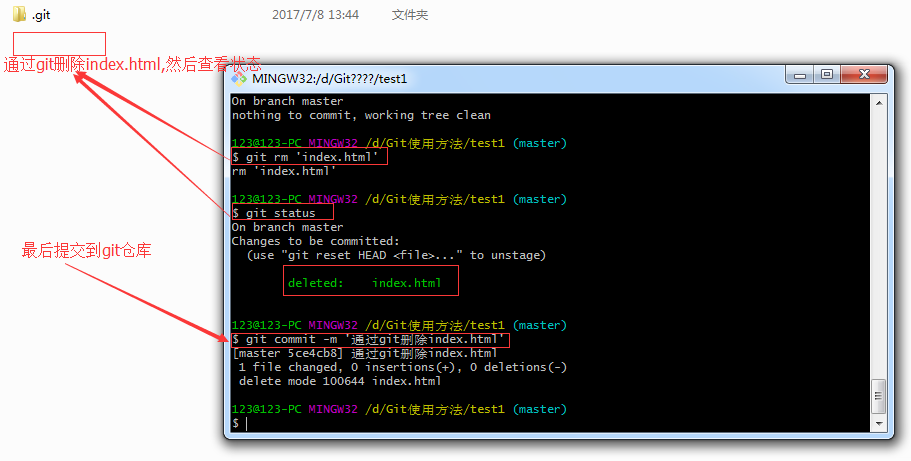 .git 2017/7/8 13:44 文件夹
通过git删除index.html,然后查看状态
MINGW32:/d/Git????/test1
On branch master
nothing to commit, working tree clean
123@123-PC MINGW32 /d/Git使用方法/test1 (master)
$ git rm 'index.html'
rm 'index.html'
123@123-PC MINGW32 /d/Git使用方法/test1 (master)
$ git status
On branch master
Changes to be committed:
(use "git reset HEAD <file>..." to unstage)
deleted: index.html
最后提交到git仓库
123@123-PC MINGW32 /d/Git使用方法/test1 (master)
$ git commit -m '通过git删除index.html'
[master 5ce4cb8] 通过git删除index.html
1 file changed, 0 insertions(+), 0 deletions(-)
delete mode 100644 index.html
123@123-PC MINGW32 /d/Git使用方法/test1 (master)
$